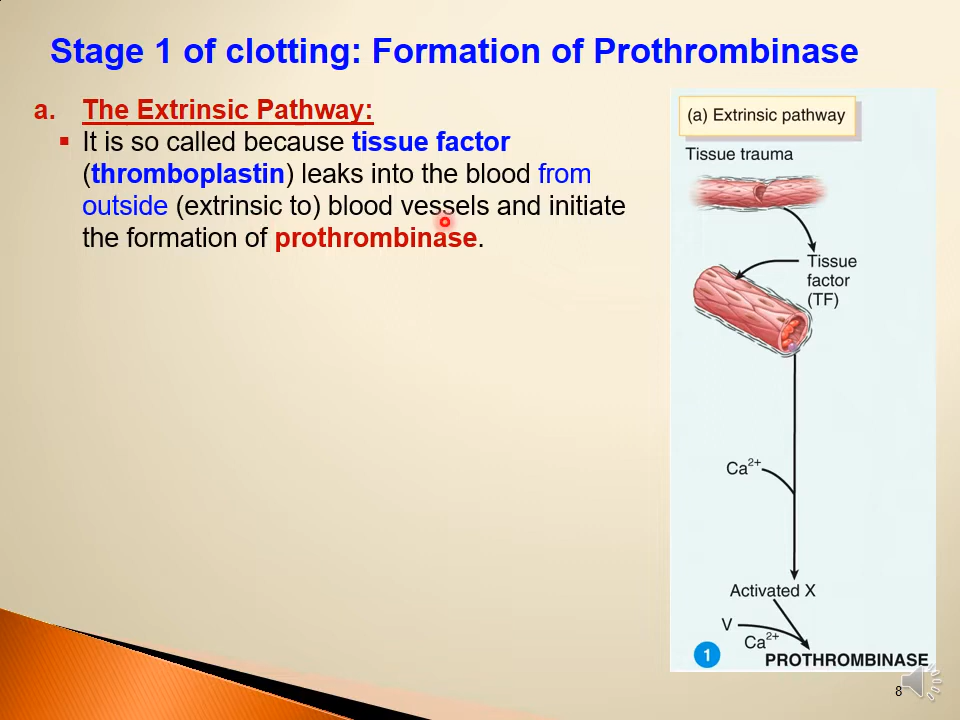 Stage 1 of clotting: Formation of Prothrombinase
a. The Extrinsic Pathway:
▪ It is so called because tissue factor
(thromboplastin) leaks into the blood from
outside (extrinsic to) blood vessels and initiate
the formation of prothrombinase.
(a) Extrinsic pathway
Tissue trauma
Tissue
factor
(TF)
Ca2+
Activated X
V
Ca2+
1
PROTHROMBINASE
8